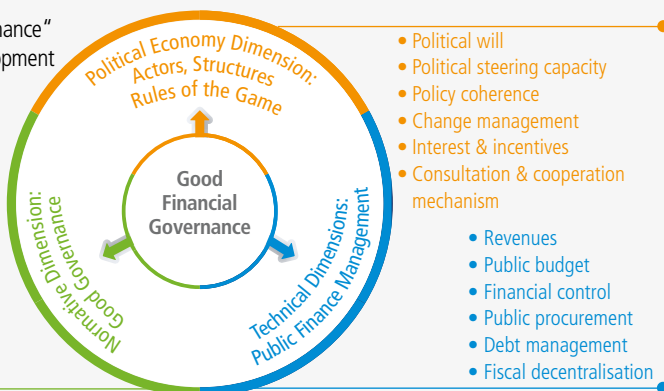 Political Economy Dimension:
Actors, Structures
Rules of the Game
Good
Financial
Governance
Normative Dimension:
Good Governance
Technical Dimensions:
Public Finance Management
• Political will
• Political steering capacity
• Policy coherence
• Change management
• Interest & incentives
• Consultation & cooperation
mechanism
• Revenues
• Public budget
• Financial control
• Public procurement
• Debt management
• Fiscal decentralisation